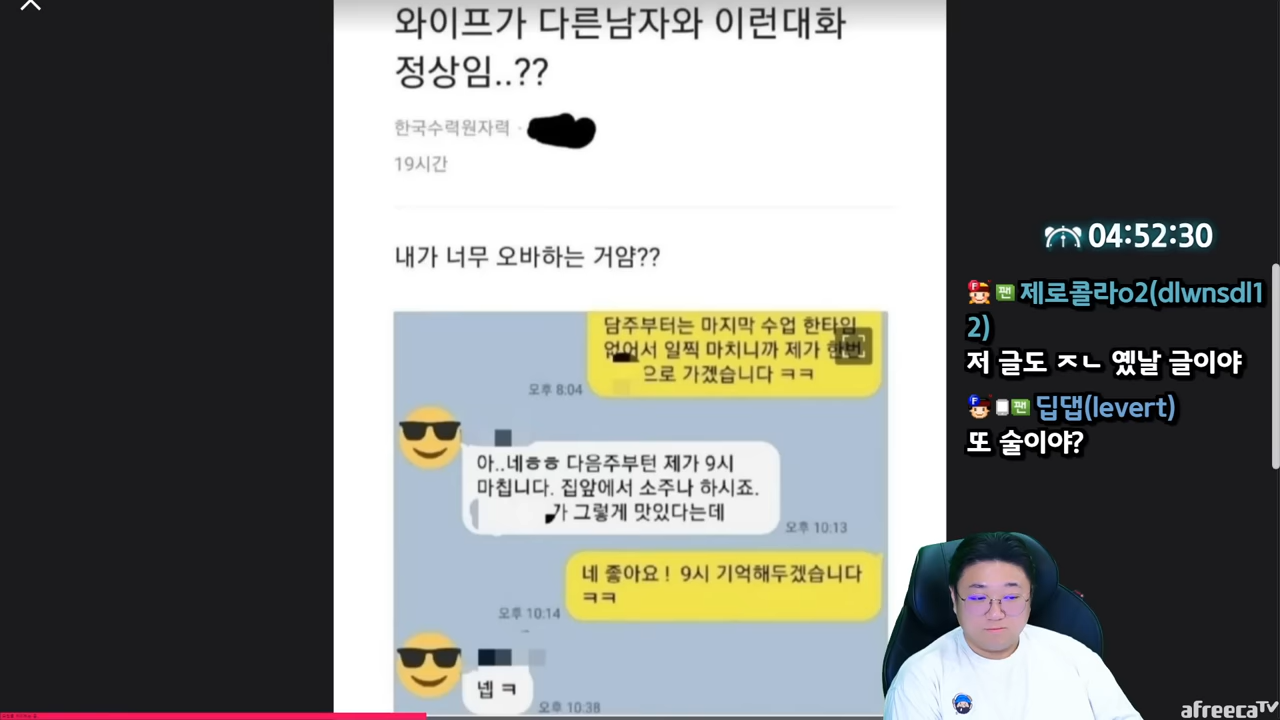 와이프가 다른남자와 이런대화
정상임..??
한국수력원자력 ·
19시간
내가 너무 오바하는 거얌??
담주부터는 마지막 수업 한타임
없어서 일찍 마치니까 제가 한번
으로 가겠습니다 ㅋㅋ
오후 8:04
아..네ㅎㅎ 다음주부턴 제가 9시
마칩니다. 집앞에서 소주나 하시죠.
가 그렇게 맛있다는데
오후 10:13
네 좋아요! 9시 기억해두겠습니다
ㅋㅋ
오후 10:14
넵 ㅋ
오후 10:38
04:52:30
팬 제로콜라o2(dlwnsdl1
2)
저 글도 ㅈㄴ 옜날 글이야
팬 딥댑(levert)
또 술이야?
afreecaTV